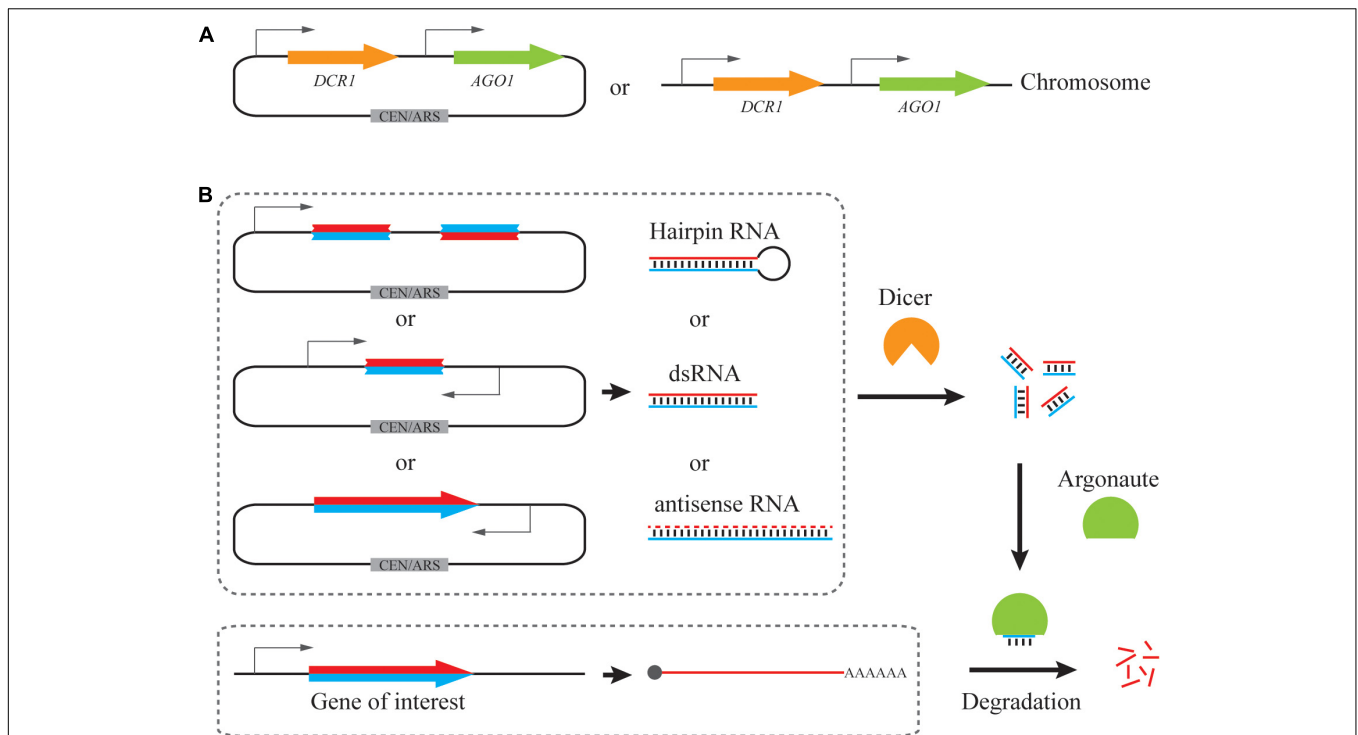 A
DCR1
AGO1
CEN/ARS
or
DCR1
AGO1
Chromosome
B
CEN/ARS
or
CEN/ARS
or
CEN/ARS
Hairpin RNA
or
dsRNA
or
antisense RNA
Dicer
Argonaute
Gene of interest
AAAAAA
Degradation